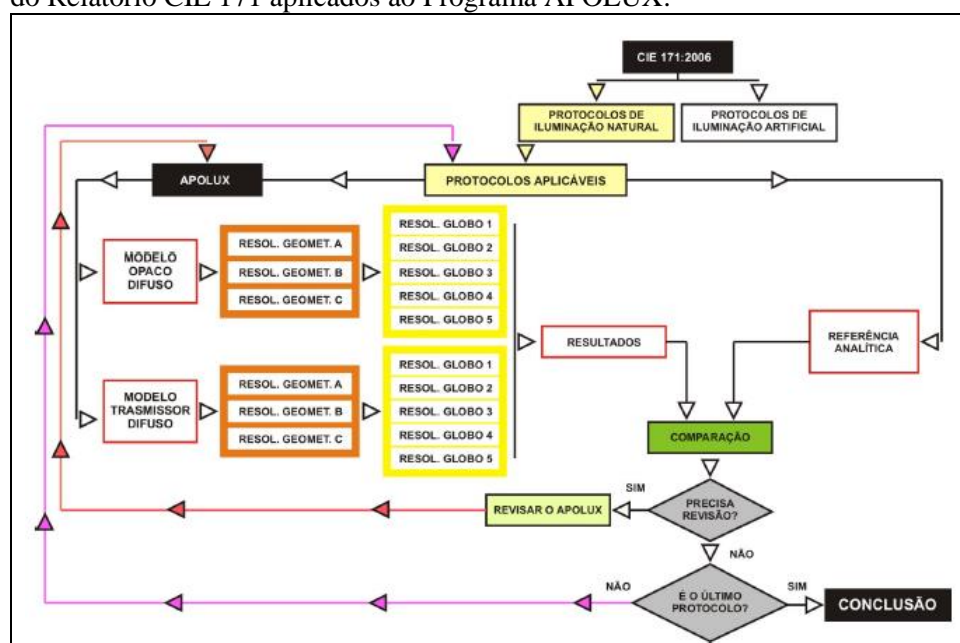 do Relatório CIE 171 aplicados ao Programa APOLUX.
CIE 171:2006
PROTOCOLOS DE
ILUMINAÇÃO NATURAL
PROTOCOLOS DE
ILUMINAÇÃO ARTIFICIAL
APOLUX
PROTOCOLOS APLICÁVEIS
MODELO
OPACO
DIFUSO
RESOL. GEOMET. A
RESOL. GEOMET. B
RESOL. GEOMET. C
RESOL. GLOBO 1
RESOL. GLOBO 2
RESOL. GLOBO 3
RESOL. GLOBO 4
RESOL. GLOBO 5
MODELO
TRASMISSOR
DIFUSO
RESOL. GEOMET. A
RESOL. GEOMET. B
RESOL. GEOMET. C
RESOL. GLOBO 1
RESOL. GLOBO 2
RESOL. GLOBO 3
RESOL. GLOBO 4
RESOL. GLOBO 5
RESULTADOS
REFERÊNCIA
ANALÍTICA
COMPARAÇÃO
PRECISA
REVISÃO?
SIM
REVISAR O APOLUX
NÃO
É O ÚLTIMO
PROTOCOLO?
NÃO
SIM
CONCLUSÃO